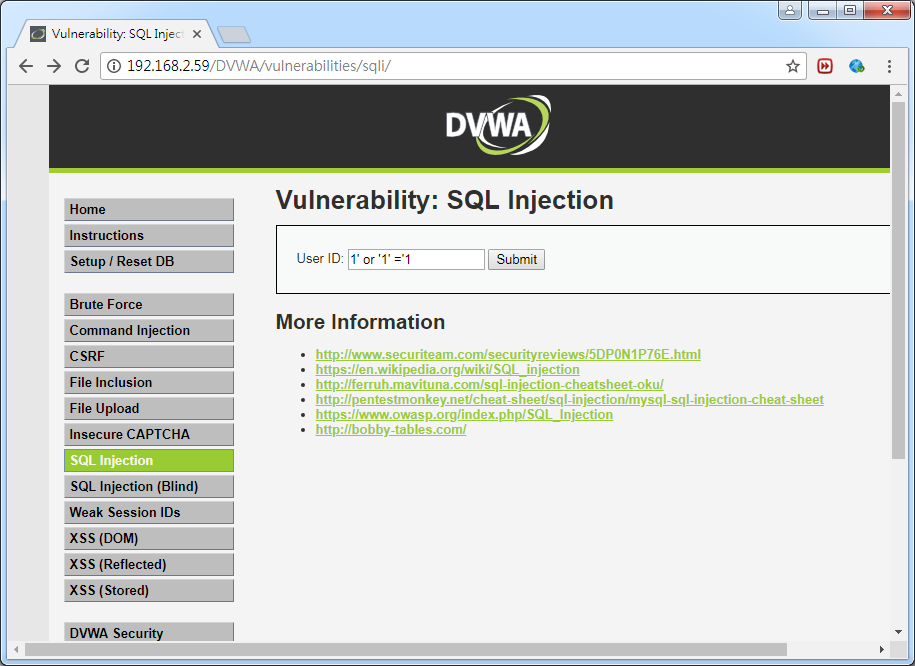 Vulnerability: SQL Inject
192.168.2.59/DVWA/vulnerabilities/sqli/
DVWA
Home
Instructions
Setup / Reset DB
Brute Force
Command Injection
CSRF
File Inclusion
File Upload
Insecure CAPTCHA
SQL Injection
SQL Injection (Blind)
Weak Session IDs
XSS (DOM)
XSS (Reflected)
XSS (Stored)
DVWA Security
Vulnerability: SQL Injection
User ID: 1' or '1' ='1 Submit
More Information
http://www.securiteam.com/securityreviews/5DP0N1P76E.html
https://en.wikipedia.org/wiki/SQL_injection
http://ferruh.mavituna.com/sql-injection-cheatsheet-oku/
http://pentestmonkey.net/cheat-sheet/sql-injection/mysql-sql-injection-cheat-sheet
https://www.owasp.org/index.php/SQL_Injection
http://bobby-tables.com/